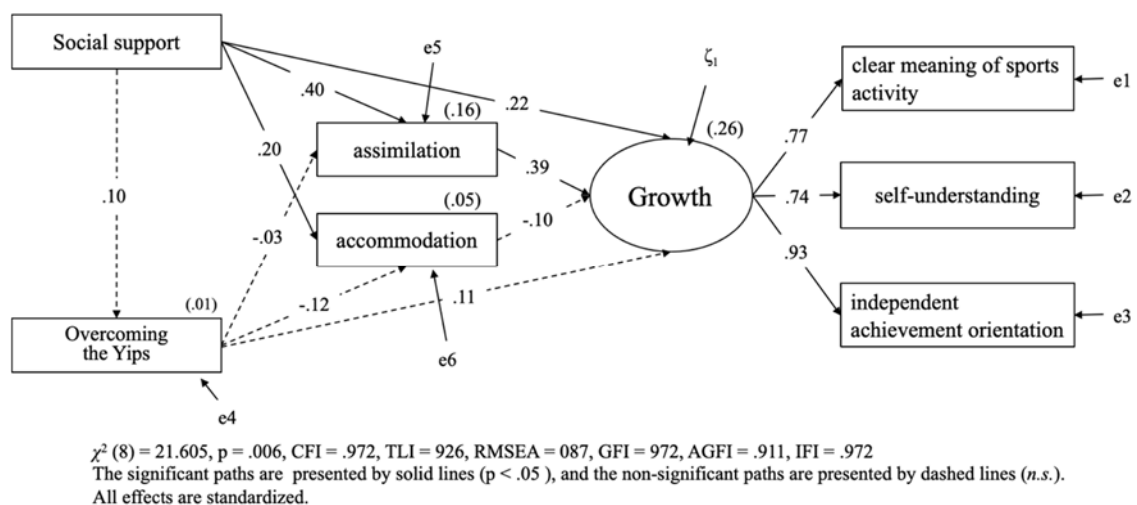 Social support
e5
ζ1
clear meaning of sports
activity
e1
.40
.22
(.16)
(.26)
.77
.20
assimilation
.39
Growth
.74
self-understanding
e2
.10
(.05)
-.10
-.03
accommodation
.93
-.12
.11
independent
achievement orientation
e3
(.01)
Overcoming
the Yips
e6
e4
χ² (8) = 21.605, p = .006, CFI = .972, TLI = 926, RMSEA = 087, GFI = 972, AGFI = .911, IFI = .972
The significant paths are presented by solid lines (p < .05 ), and the non-significant paths are presented by dashed lines (n.s.).
All effects are standardized.